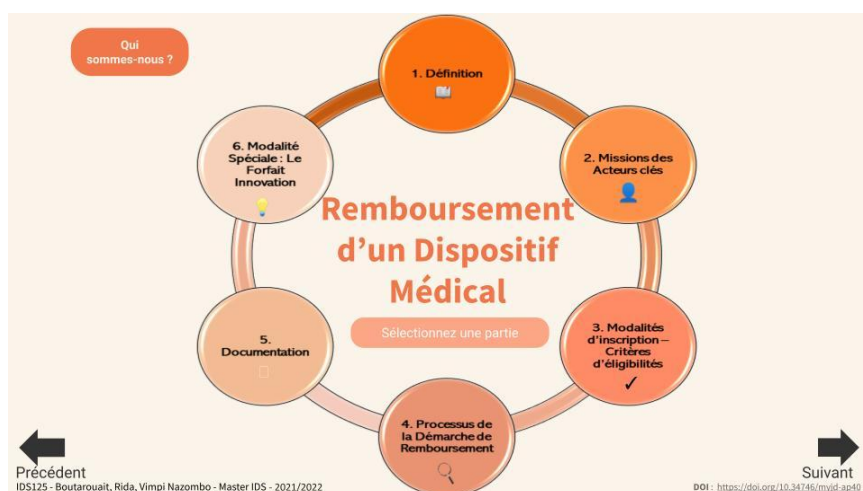 Qui
sommes-nous ?
1. Définition
2. Missions des
Acteurs clés
3. Modalités
d'inscription –
Critères
d'éligibilités
4. Processus de
la Démarche de
Remboursement
5.
Documentation
6. Modalité
Spéciale : Le
Forfait
Innovation
Remboursement
d'un Dispositif
Médical
Sélectionnez une partie
Précédent
Suivant
IDS125 - Boutarouait, Rida, Vimpi Nazombo - Master IDS - 2021/2022
DOI : https://doi.org/10.34746/myjd-ap40